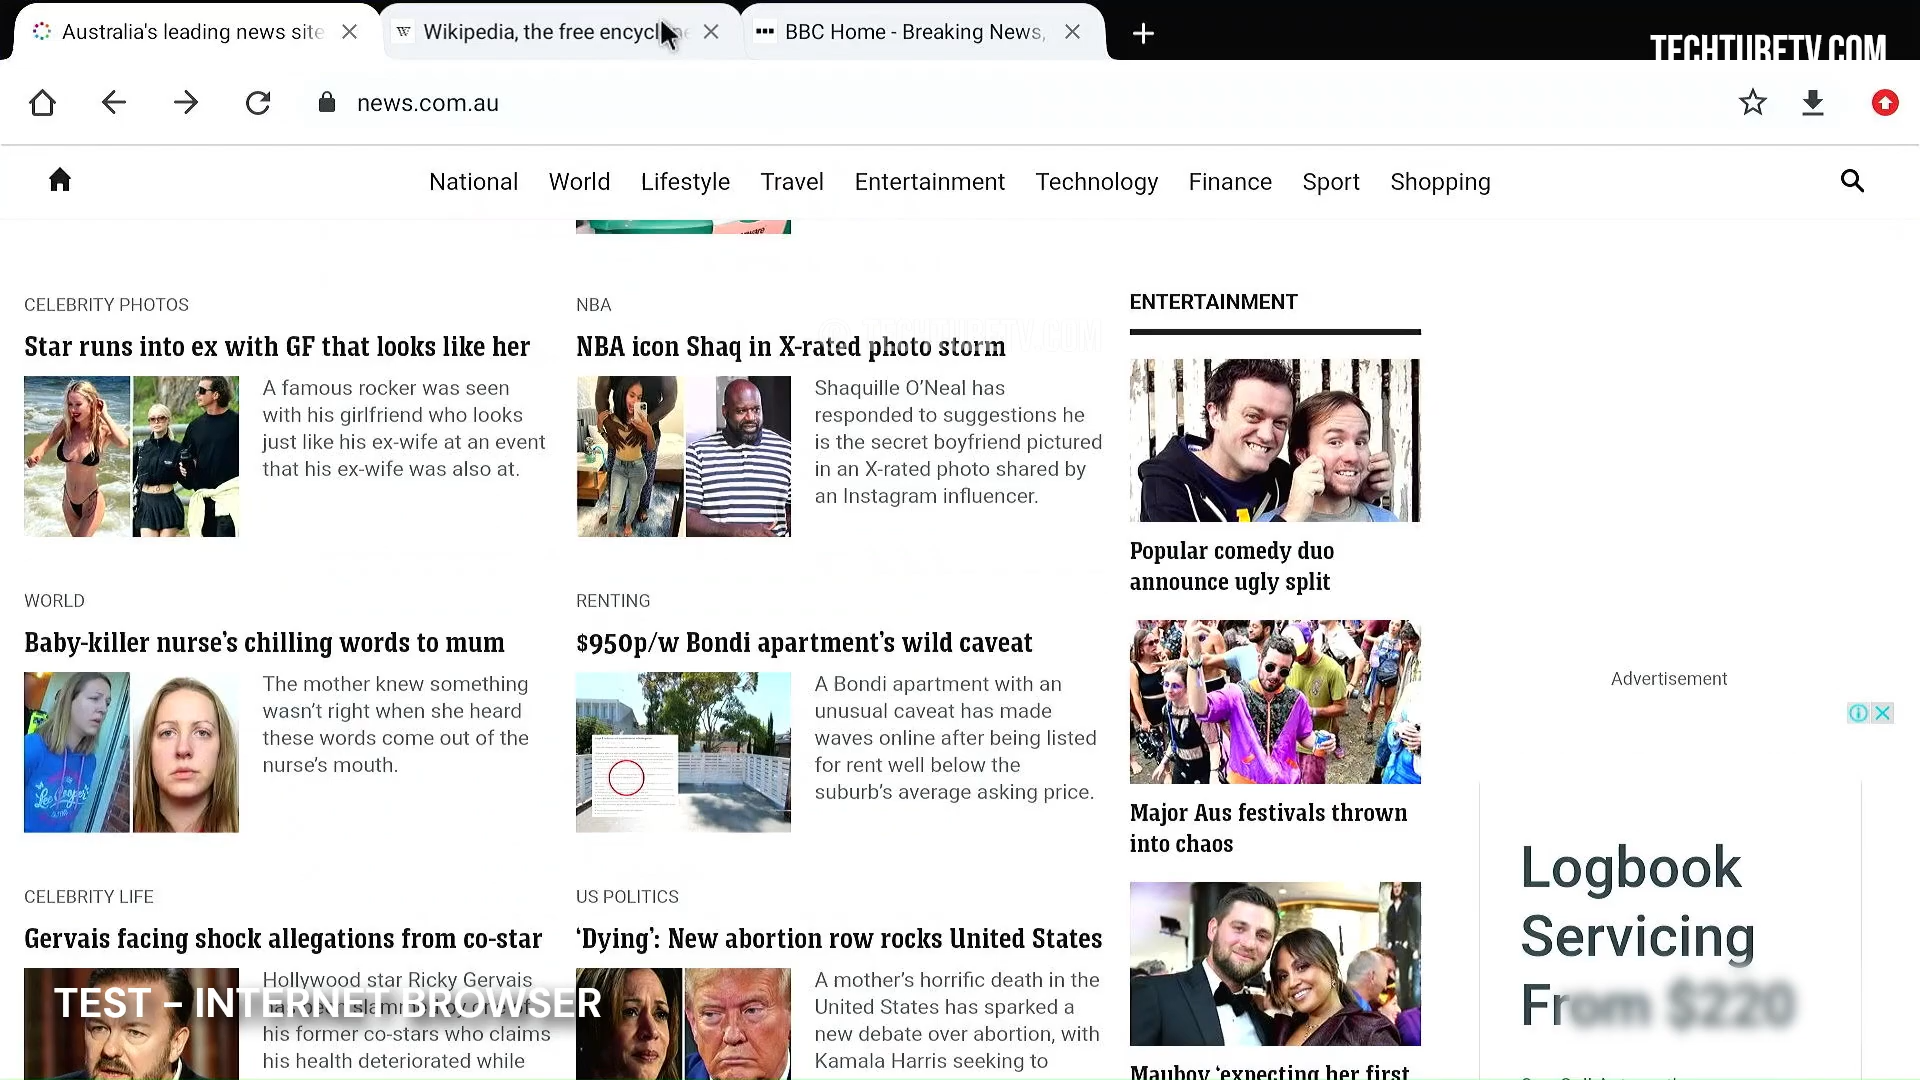 Australia's leading news site
Wikipedia, the free encycl
BBC Home - Breaking News,
TECHTUBETV.COM
news.com.au
National World Lifestyle Travel Entertainment Technology Finance Sport Shopping
CELEBRITY PHOTOS
Star runs into ex with GF that looks like her
A famous rocker was seen
with his girlfriend who looks
just like his ex-wife at an event
that his ex-wife was also at.
NBA
NBA icon Shaq in X-rated photo storm
Shaquille O’Neal has
responded to suggestions he
is the secret boyfriend pictured
in an X-rated photo shared by
an Instagram influencer.
WORLD
Baby-killer nurse’s chilling words to mum
Lee Cooper
The mother knew something
wasn’t right when she heard
these words come out of the
nurse’s mouth.
RENTING
$950p/w Bondi apartment’s wild caveat
A Bondi apartment with an
unusual caveat has made
waves online after being listed
for rent well below the
suburb’s average asking price.
CELEBRITY LIFE
Gervais facing shock allegations from co-star
Hollywood star Ricky Gervais
his former co-stars who claims
his health deteriorated while
TEST – INTERNET BROWSER
US POLITICS
‘Dying’: New abortion row rocks United States
A mother’s horrific death in the
United States has sparked a
new debate over abortion, with
Kamala Harris seeking to
ENTERTAINMENT
Popular comedy duo
announce ugly split
Major Aus festivals thrown
into chaos
Mauboy ‘expecting her first
Advertisement
Logbook
Servicing
From $220